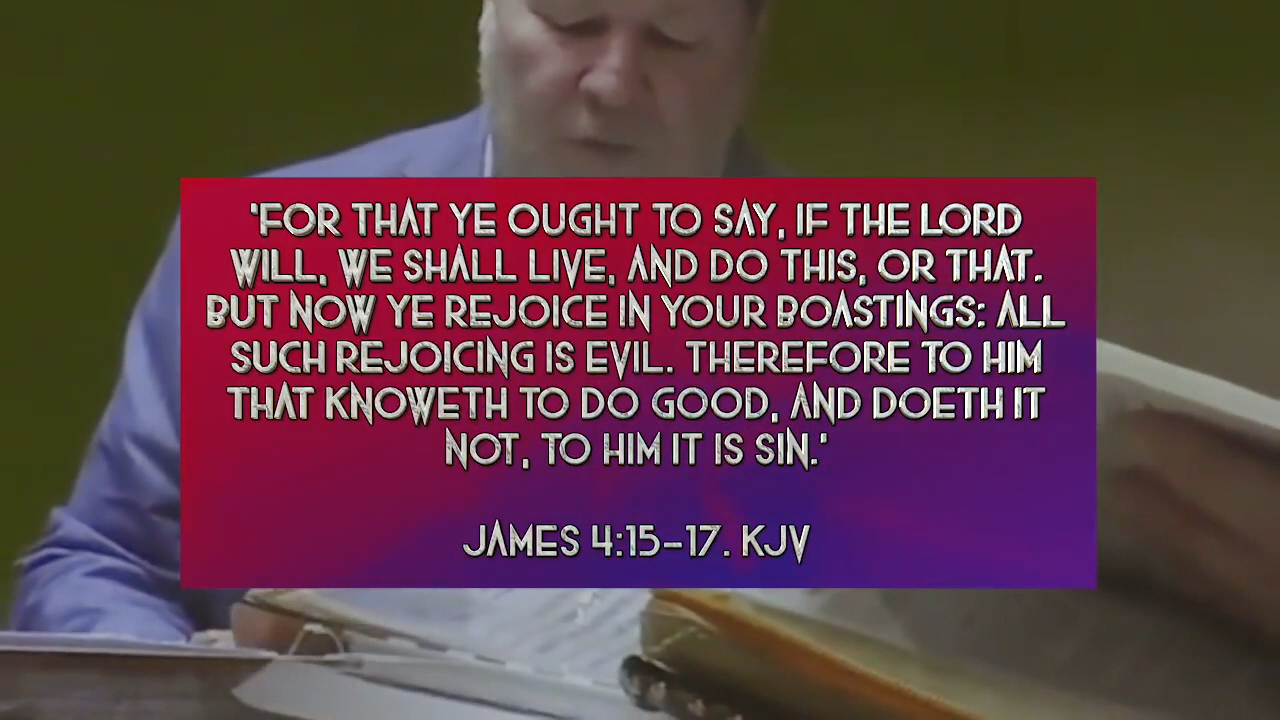 'FOR THAT YE OUGHT TO SAY, IF THE LORD
WILL, WE SHALL LIVE, AND DO THIS, OR THAT.
BUT NOW YE REJOICE IN YOUR BOASTINGS: ALL
SUCH REJOICING IS EVIL. THEREFORE TO HIM
THAT KNOWETH TO DO GOOD, AND DOETH IT
NOT, TO HIM IT IS SIN.'
JAMES 4:15-17. KJV